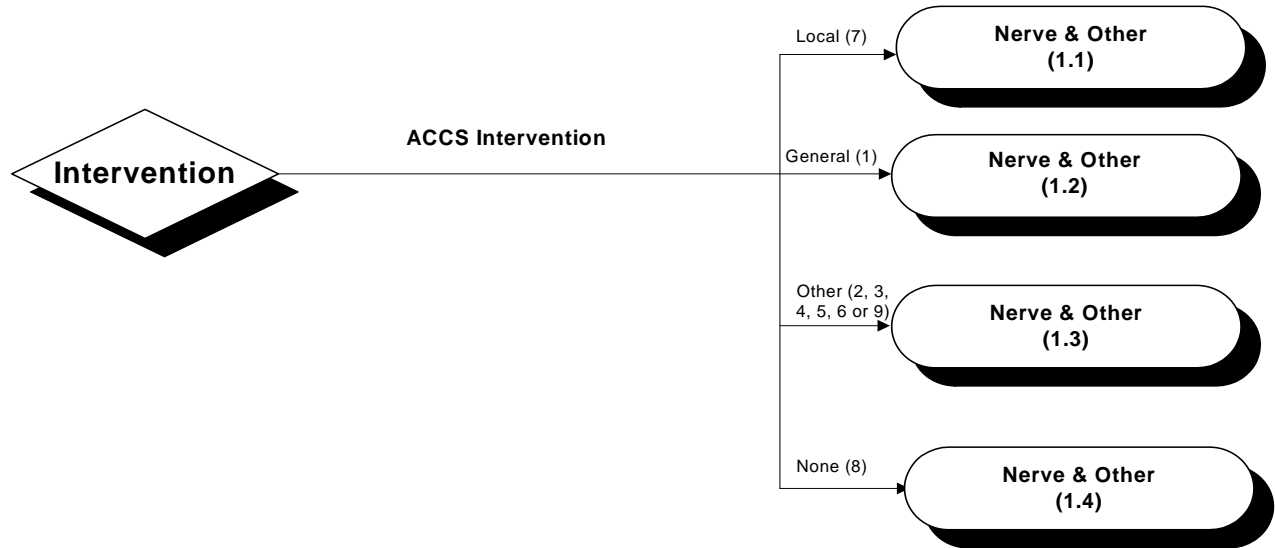 Local (7)
Nerve & Other
(1.1)
ACCS Intervention
Intervention
General (1)
Nerve & Other
(1.2)
Other (2, 3,
4, 5, 6 or 9)
Nerve & Other
(1.3)
None (8)
Nerve & Other
(1.4)